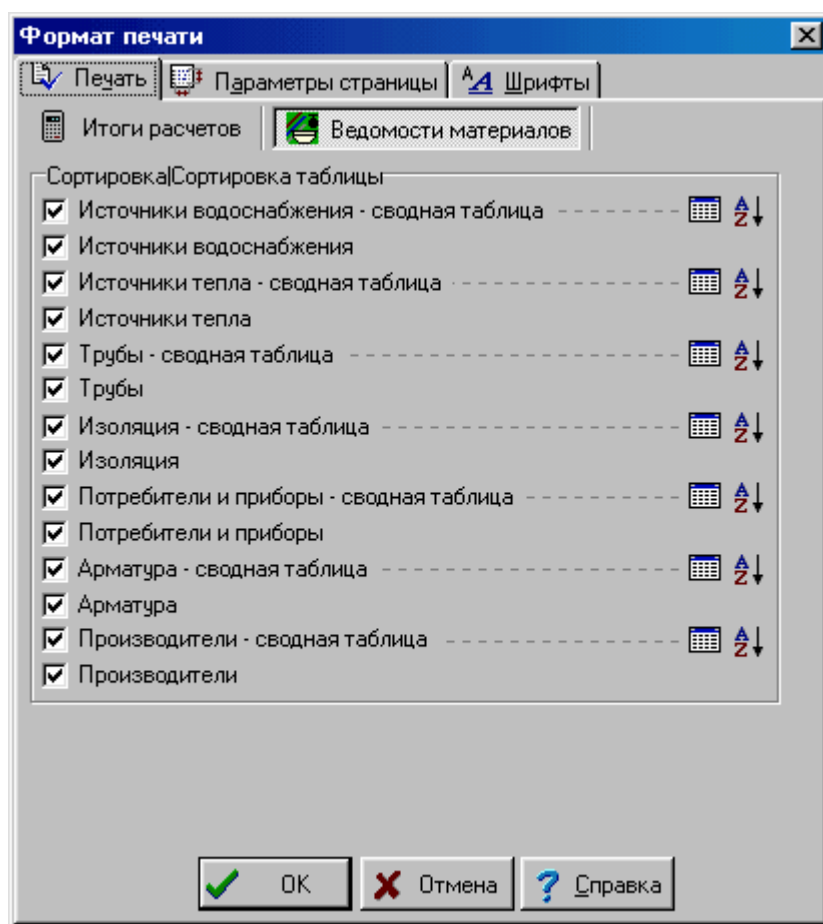 Формат печати
Печать Параметры страницы Шрифты
Итоги расчетов Ведомости материалов
Сортировка|Сортировка таблицы
Источники водоснабжения - сводная таблица
Источники водоснабжения
Источники тепла - сводная таблица
Источники тепла
Трубы - сводная таблица
Трубы
Изоляция - сводная таблица
Изоляция
Потребители и приборы - сводная таблица
Потребители и приборы
Арматура - сводная таблица
Арматура
Производители - сводная таблица
Производители
OK Отмена Справка